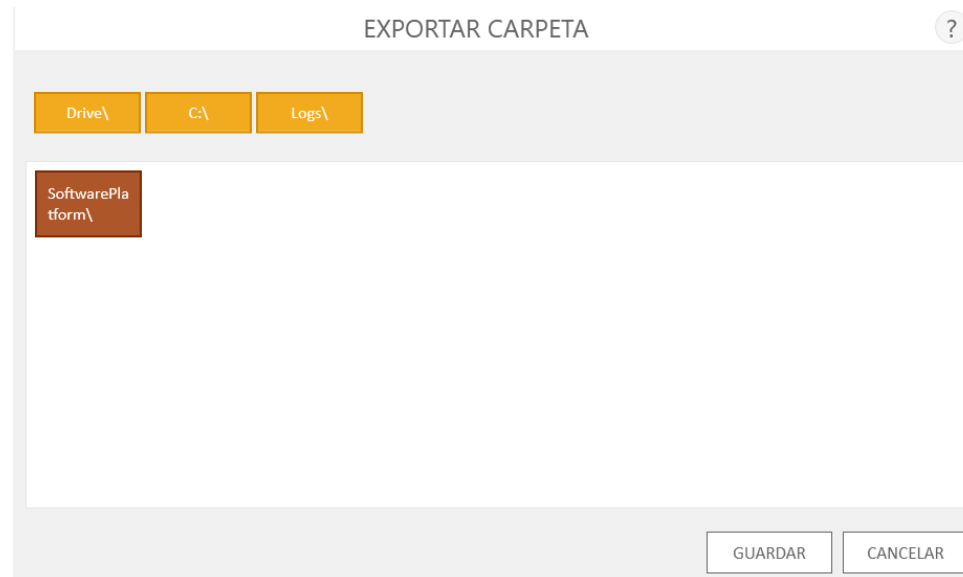 EXPORTAR CARPETA
?
Drive\
C:\
Logs\
SoftwarePla
tform\
GUARDAR
CANCELAR